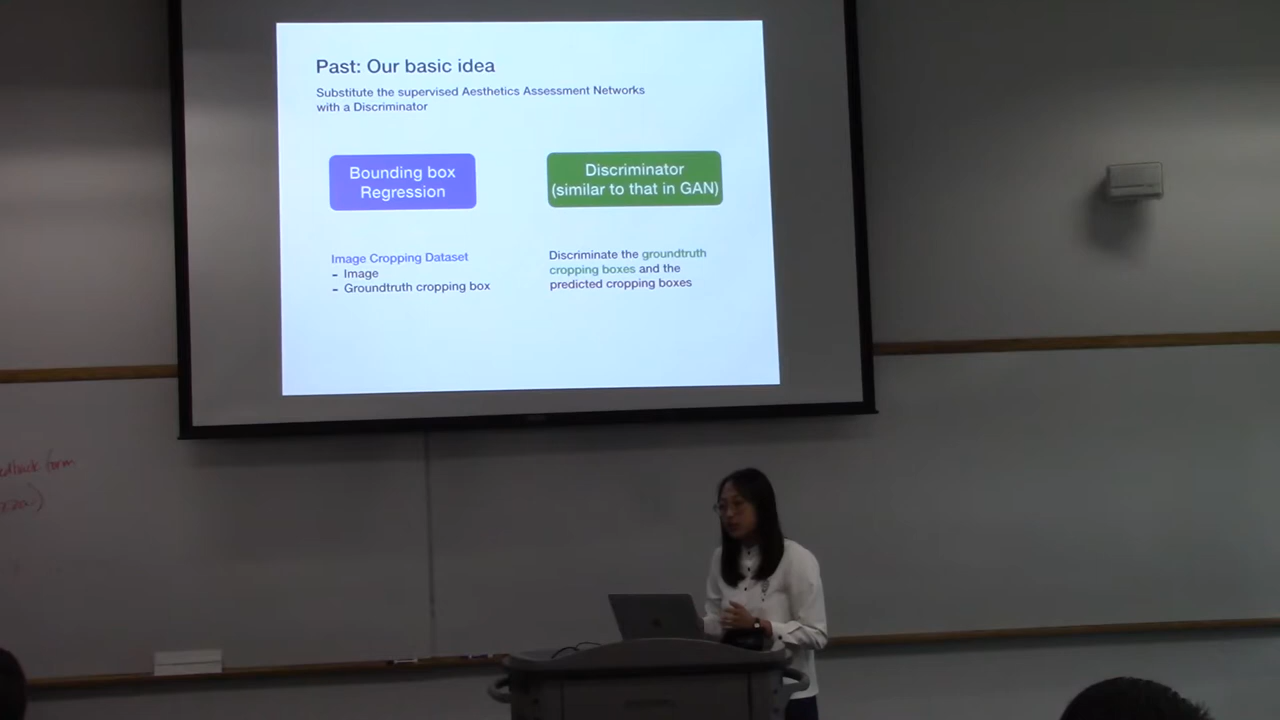 Past: Our basic idea
Substitute the supervised Aesthetics Assessment Networks
with a Discriminator
Bounding box
Regression
Discriminator
(similar to that in GAN)
Image Cropping Dataset
- Image
- Groundtruth cropping box
Discriminate the groundtruth
cropping boxes and the
predicted cropping boxes
form